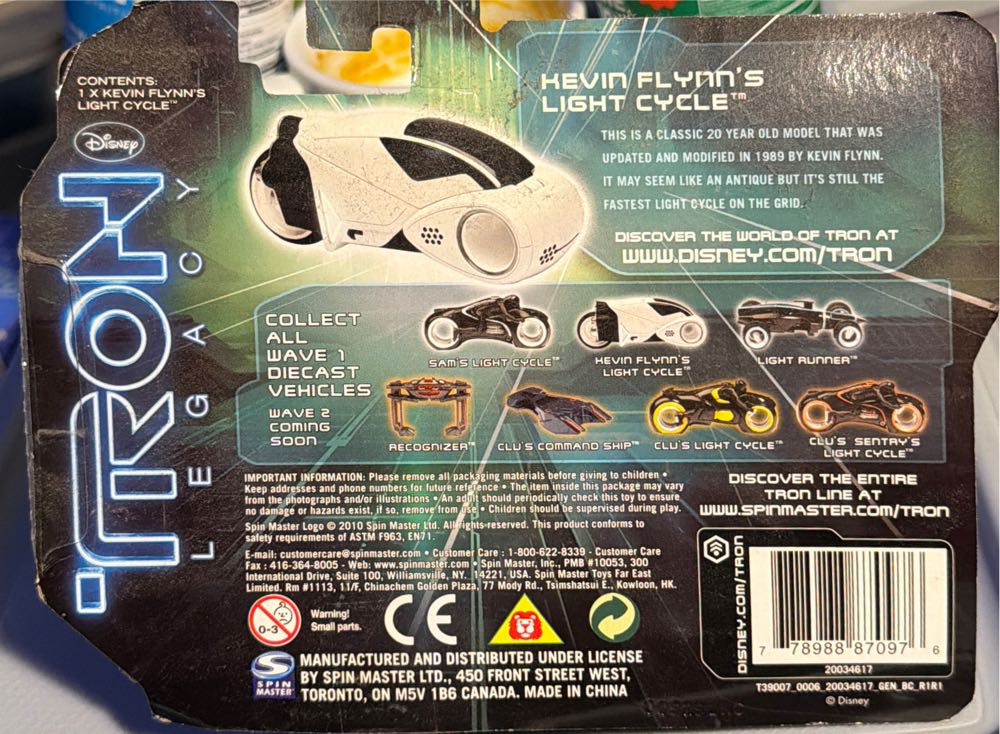 CONTENTS:
1 X KEVIN FLYNN'S
LIGHT CYCLE™
Disney
TRON
LEGACY
KEVIN FLYNN'S
LIGHT CYCLE™
THIS IS A CLASSIC 20 YEAR OLD MODEL THAT WAS
UPDATED AND MODIFIED IN 1989 BY KEVIN FLYNN.
IT MAY SEEM LIKE AN ANTIQUE BUT IT'S STILL THE
FASTEST LIGHT CYCLE ON THE GRID.
DISCOVER THE WORLD OF TRON AT
WWW.DISNEY.COM/TRON
COLLECT
ALL
WAVE 1
DIECAST
VEHICLES
WAVE 2
COMING
SOON
SAM'S LIGHT CYCLE™
KEVIN FLYNN'S
LIGHT CYCLE™
LIGHT RUNNER™
RECOGNIZER™
CLU'S COMMAND SHIP™
CLU'S LIGHT CYCLE™
CLU'S SENTRY'S
LIGHT CYCLE™
IMPORTANT INFORMATION: Please remove all packaging materials before giving to children •
Keep addresses and phone numbers for future reference • The item inside this package may vary
from the photographs and/or illustrations • An adult should periodically check this toy to ensure
no damage or hazards exist, if so, remove from use • Children should be supervised during play.
Spin Master Logo © 2010 Spin Master Ltd. All rights reserved. This product conforms to
safety requirements of ASTM F963, EN71.
E-mail: customercare@spinmaster.com • Customer Care : 1-800-622-8339 - Customer Care
Fax : 416-364-8005 - Web: www.spinmaster.com • Spin Master, Inc., PMB #10053, 300
International Drive, Suite 100, Williamsville, NY. 14221, USA. Spin Master Toys Far East
Limited. Rm #1113, 11/F, Chinachem Golden Plaza, 77 Mody Rd., Tsimshatsui E., Kowloon, HK.
DISCOVER THE ENTIRE
TRON LINE AT
WWW.SPINMASTER.COM/TRON
0-3
Warning!
Small parts.
CE
SPIN
MASTER™
MANUFACTURED AND DISTRIBUTED UNDER LICENSE
BY SPIN MASTER LTD., 450 FRONT STREET WEST,
TORONTO, ON M5V 1B6 CANADA. MADE IN CHINA
DISNEY.COM/TRON
7 78988 87097 6
20034617
T39007_0006_20034617_GEN_BC_R1R1
© Disney